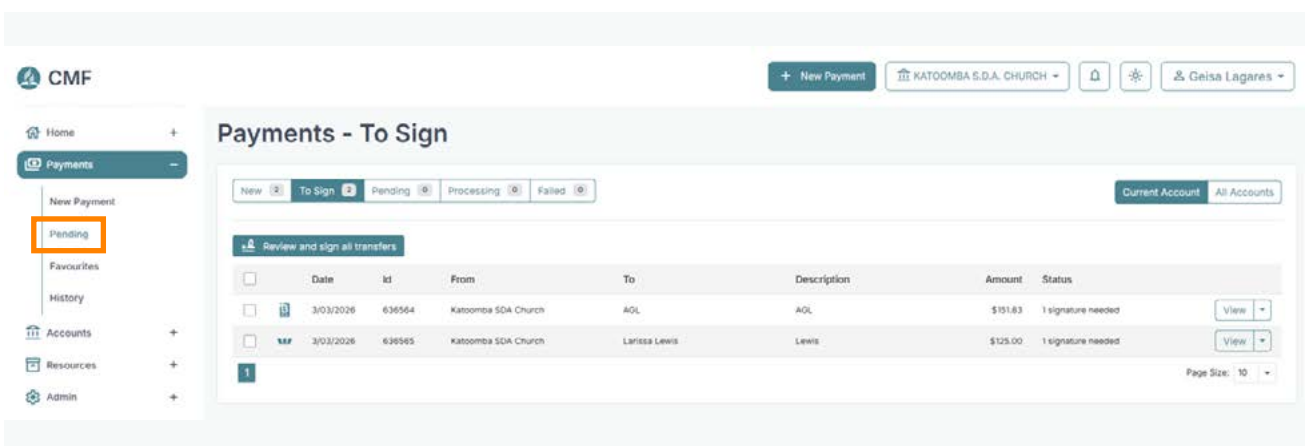 CMF
+ New Payment
KATOOMBA S.D.A. CHURCH
Geisa Lagares
Home +
Payments −
New Payment
Pending
Favourites
History
Accounts +
Resources +
Admin +
Payments - To Sign
New 2 To Sign 2 Pending 0 Processing 0 Failed 0
Current Account All Accounts
Review and sign all transfers
Date Id From To Description Amount Status
3/03/2026 636564 Katoomba SDA Church AGL AGL $151.83 1 signature needed View
3/03/2026 636565 Katoomba SDA Church Larissa Lewis Lewis $125.00 1 signature needed View
1
Page Size: 10